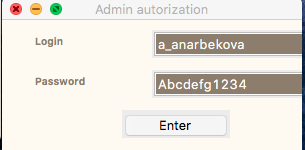 Admin autorization
Login a_anarbekova
Password Abcdefg1234
Enter